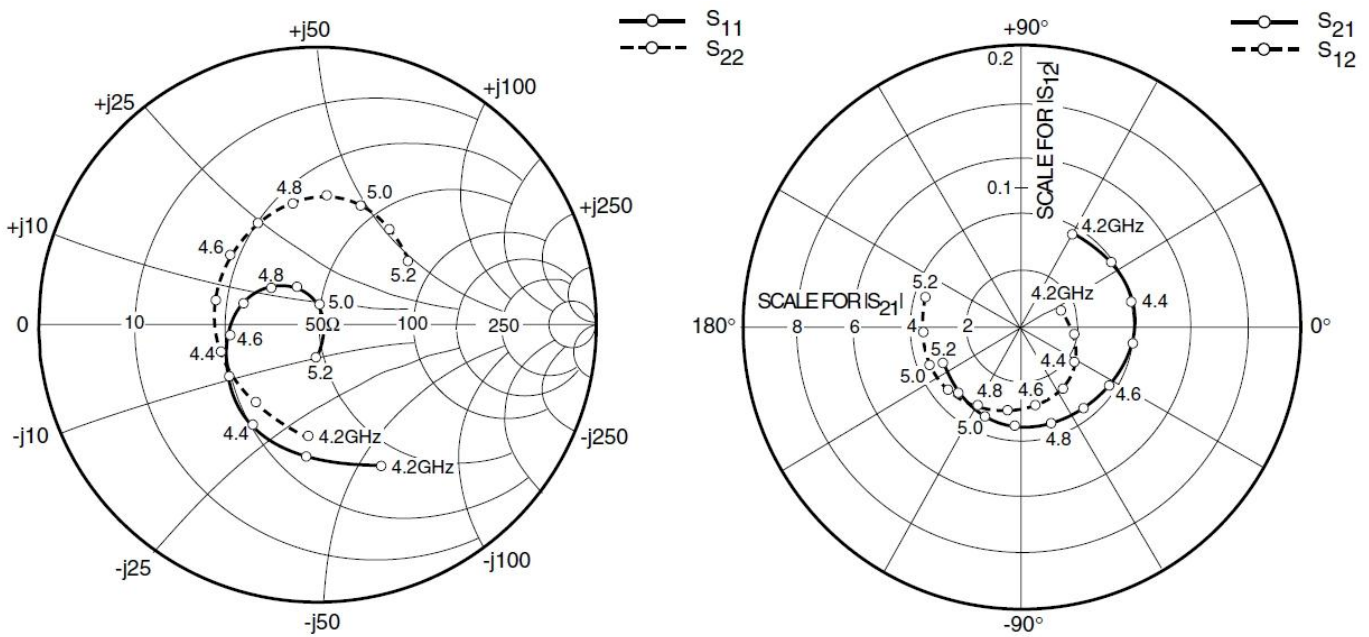 S11
S22
+j50
+j25
+j100
+j10
+j250
0
10
50Ω
100
250
-j10
-j250
-j25
-j100
-j50
4.8
5.0
4.6
5.2
4.8
5.0
4.4
4.6
5.2
4.4
4.2GHz
4.2GHz
S21
S12
+90°
0.2
SCALE FOR |S12|
0.1
4.2GHz
5.2
SCALE FOR |S21|
4.2GHz
4.4
180°
8
6
4
2
0°
5.2
4.4
5.0
4.8
4.6
4.6
5.0
4.8
-90°